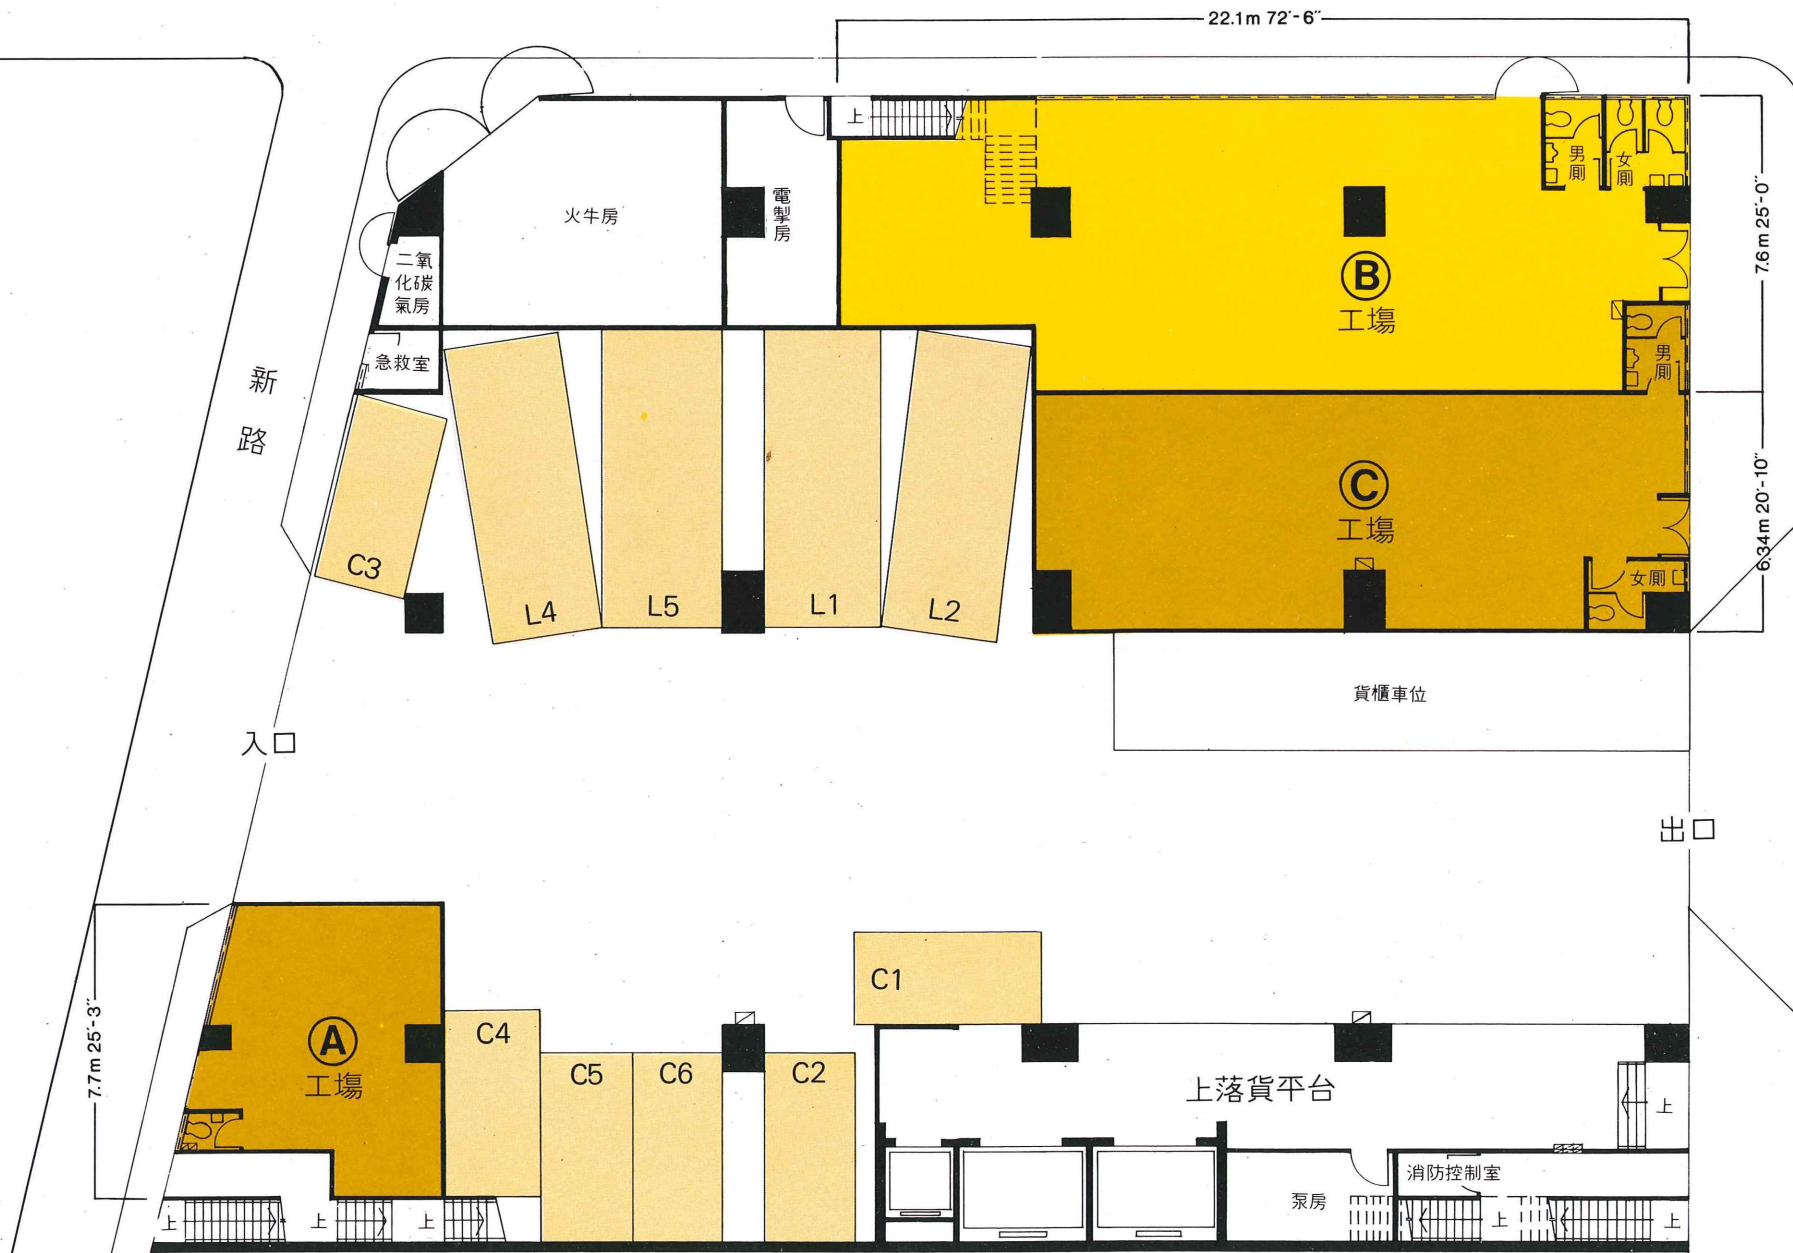 22.1m 72'-6"
上
男廁
女廁
電掣房
火牛房
7.6m 25'-0"
二氧化碳氣房
B
工場
男廁
急救室
新路
C
工場
6.34m 20'-10"
C3
L4
L5
L1
L2
女廁
貨櫃車位
入口
出口
C1
7.7m 25'-3"
A
工場
C4
C5
C6
C2
上落貨平台
上
消防控制室
泵房
上
上
上
上
上